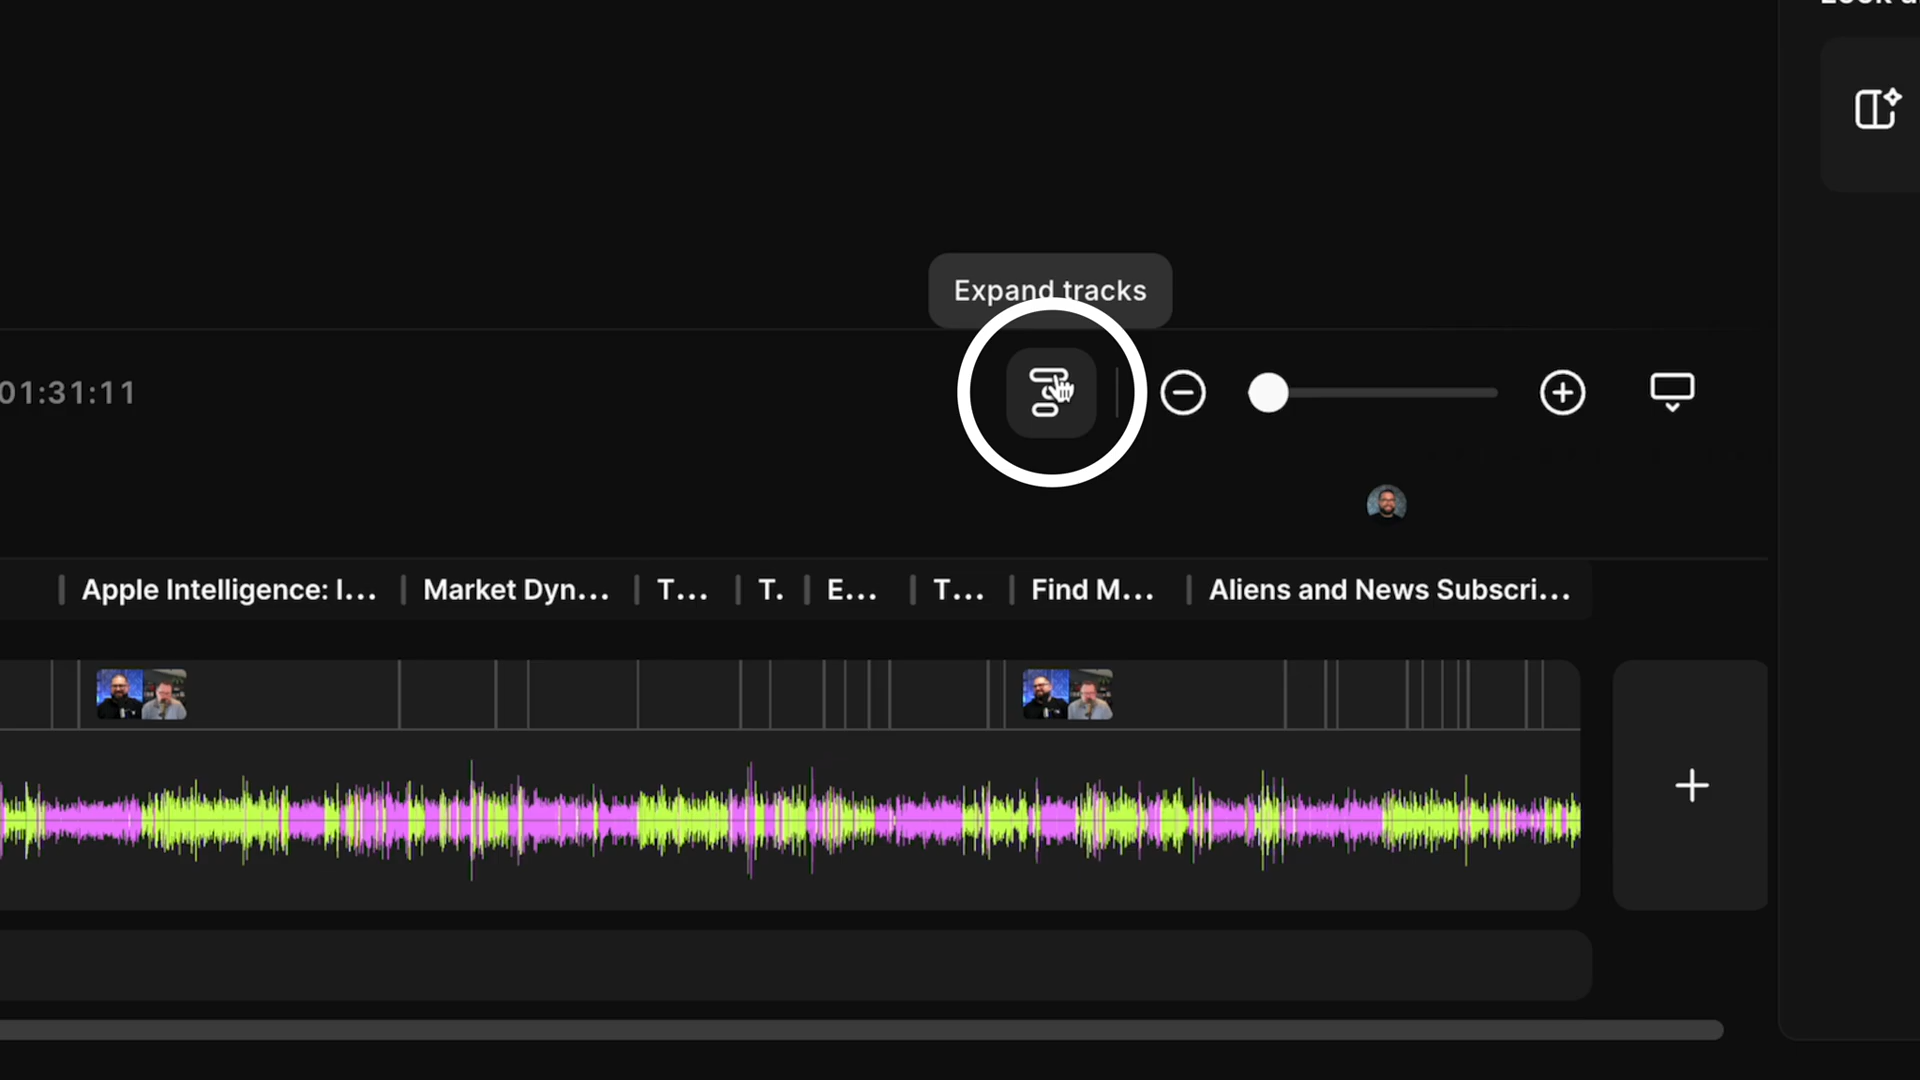 Expand tracks
01:31:11
Apple Intelligence: I... Market Dyn... T... T. E... T... Find M... Aliens and News Subscri...